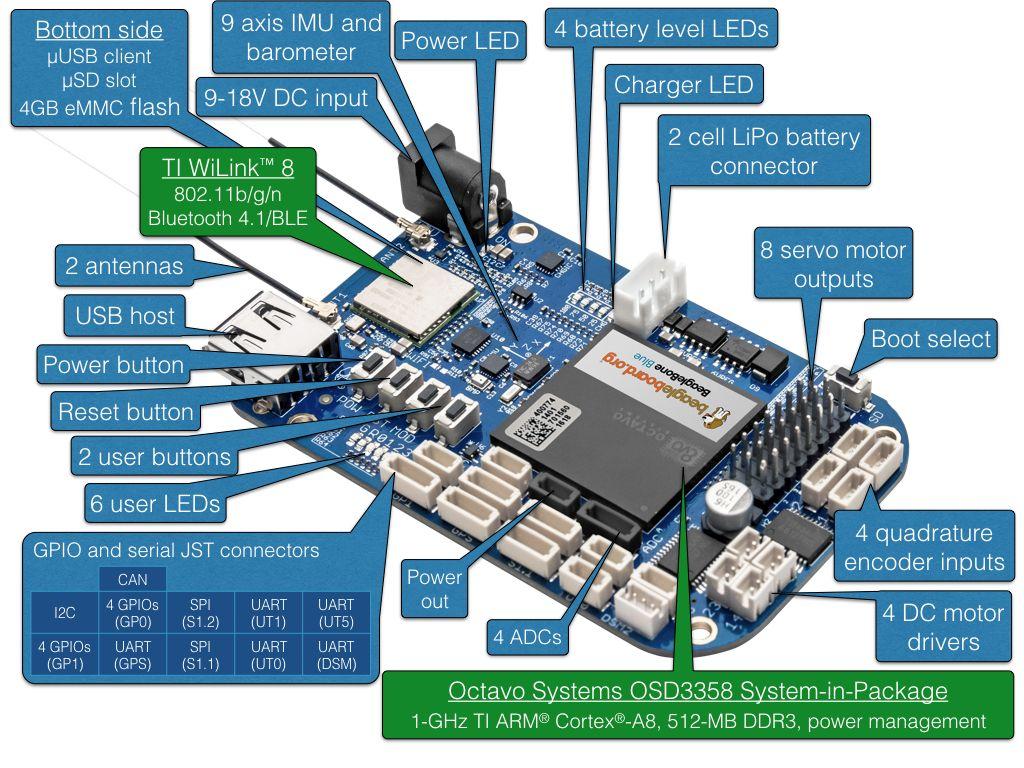 Bottom side
µUSB client
µSD slot
4GB eMMC flash
9 axis IMU and
barometer
Power LED
4 battery level LEDs
9-18V DC input
Charger LED
2 cell LiPo battery
connector
TI WiLink™ 8
802.11b/g/n
Bluetooth 4.1/BLE
2 antennas
8 servo motor
outputs
USB host
Boot select
Power button
Reset button
2 user buttons
6 user LEDs
beagleboard.org
BeagleBone Blue
400774
1401
T01560
1618
OCTAVO
4 quadrature
encoder inputs
GPIO and serial JST connectors
CAN
I2C
4 GPIOs
(GP0)
SPI
(S1.2)
UART
(UT1)
UART
(UT5)
4 GPIOs
(GP1)
UART
(GPS)
SPI
(S1.1)
UART
(UT0)
UART
(DSM)
Power
out
4 ADCs
4 DC motor
drivers
Octavo Systems OSD3358 System-in-Package
1-GHz TI ARM® Cortex®-A8, 512-MB DDR3, power management